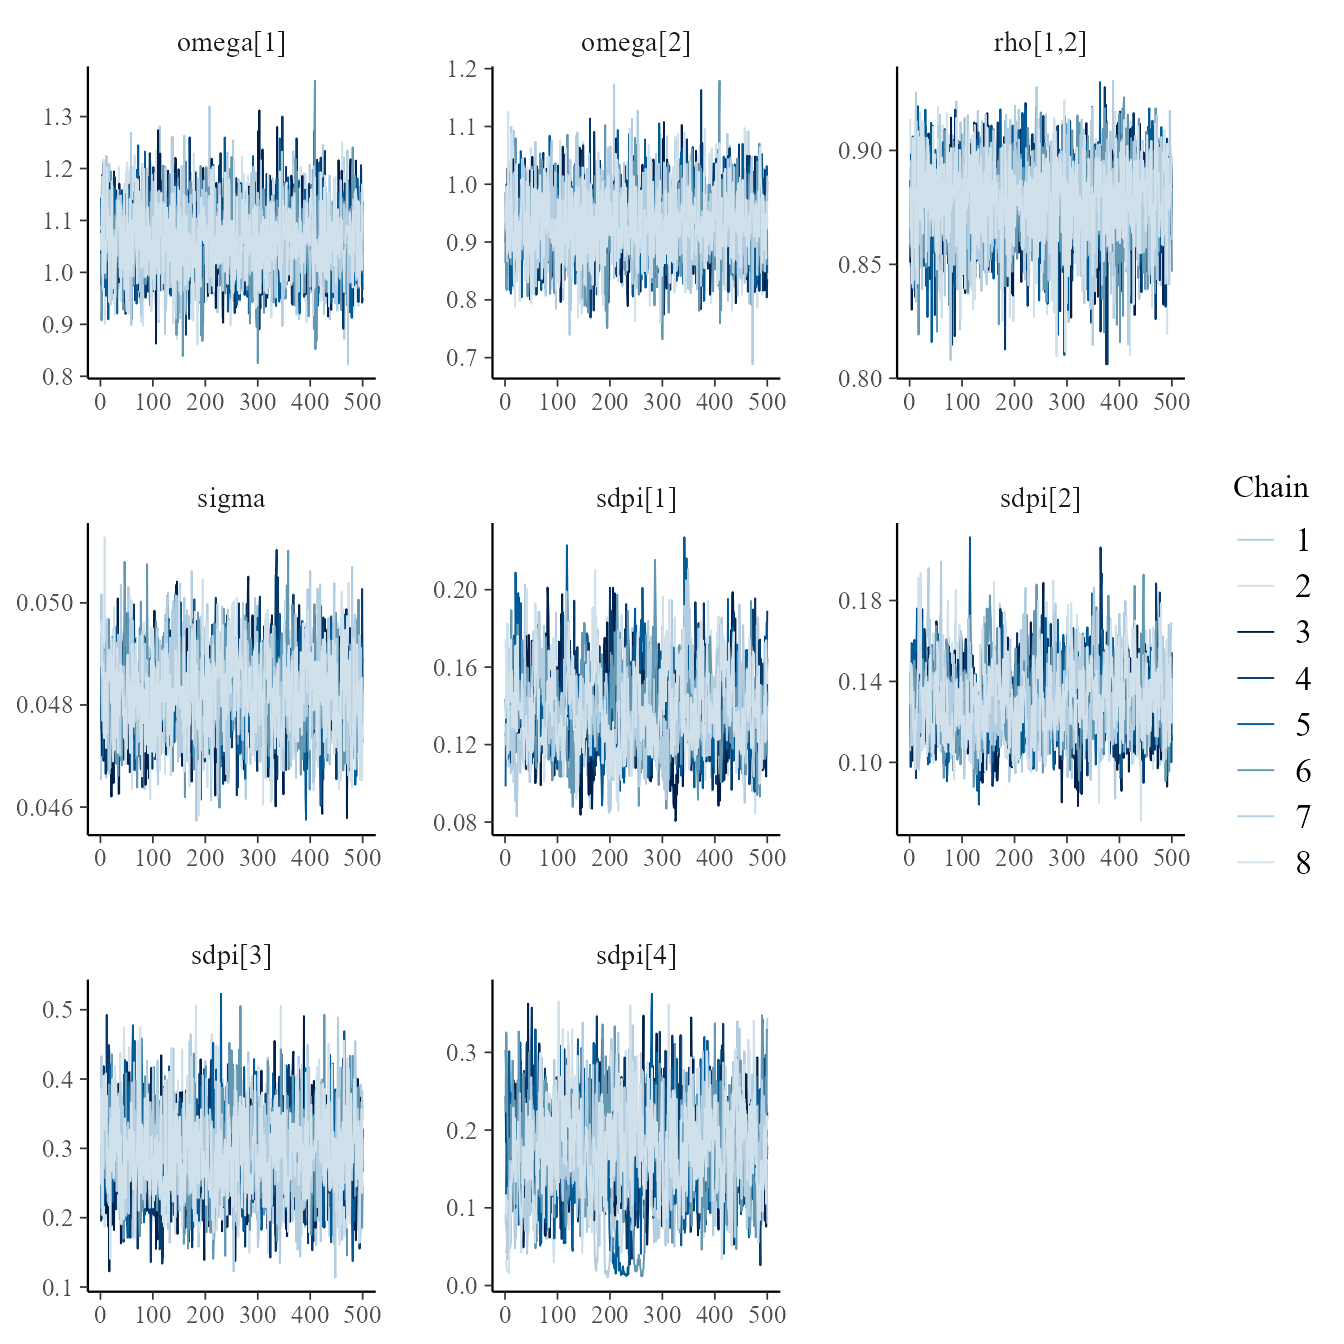 omega[1]
1.3
1.2
1.1
1.0
0.9
0.8
0 100 200 300 400 500
omega[2]
1.2
1.1
1.0
0.9
0.8
0.7
0 100 200 300 400 500
rho[1,2]
0.90
0.85
0.80
0 100 200 300 400 500
sigma
0.050
0.048
0.046
0 100 200 300 400 500
sdpi[1]
0.20
0.16
0.12
0.08
0 100 200 300 400 500
sdpi[2]
0.18
0.14
0.10
0 100 200 300 400 500
Chain
1
2
3
4
5
6
7
8
sdpi[3]
0.5
0.4
0.3
0.2
0.1
0 100 200 300 400 500
sdpi[4]
0.3
0.2
0.1
0.0
0 100 200 300 400 500